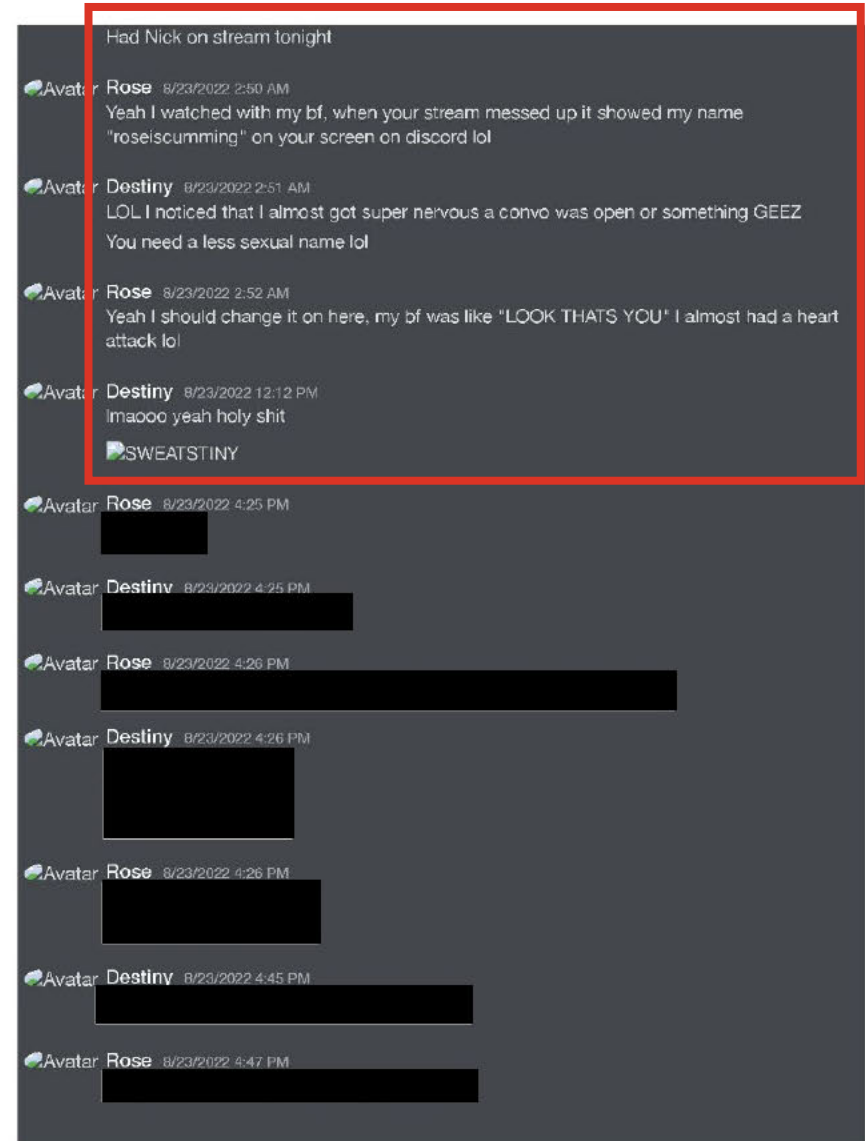 Had Nick on stream tonight
Avatar Rose 8/23/2022 2:50 AM
Yeah I watched with my bf, when your stream messed up it showed my name
"roseiscumming" on your screen on discord lol
Avatar Destiny 8/23/2022 2:51 AM
LOL I noticed that I almost got super nervous a convo was open or something GEEZ
You need a less sexual name lol
Avatar Rose 8/23/2022 2:52 AM
Yeah I should change it on here, my bf was like "LOOK THATS YOU" I almost had a heart
attack lol
Avatar Destiny 8/23/2022 12:12 PM
lmaooo yeah holy shit
SWEATSTINY
Avatar Rose 8/23/2022 4:25 PM
Avatar Destiny 8/23/2022 4:25 PM
Avatar Rose 8/23/2022 4:26 PM
Avatar Destiny 8/23/2022 4:26 PM
Avatar Rose 8/23/2022 4:26 PM
Avatar Destiny 8/23/2022 4:45 PM
Avatar Rose 8/23/2022 4:47 PM